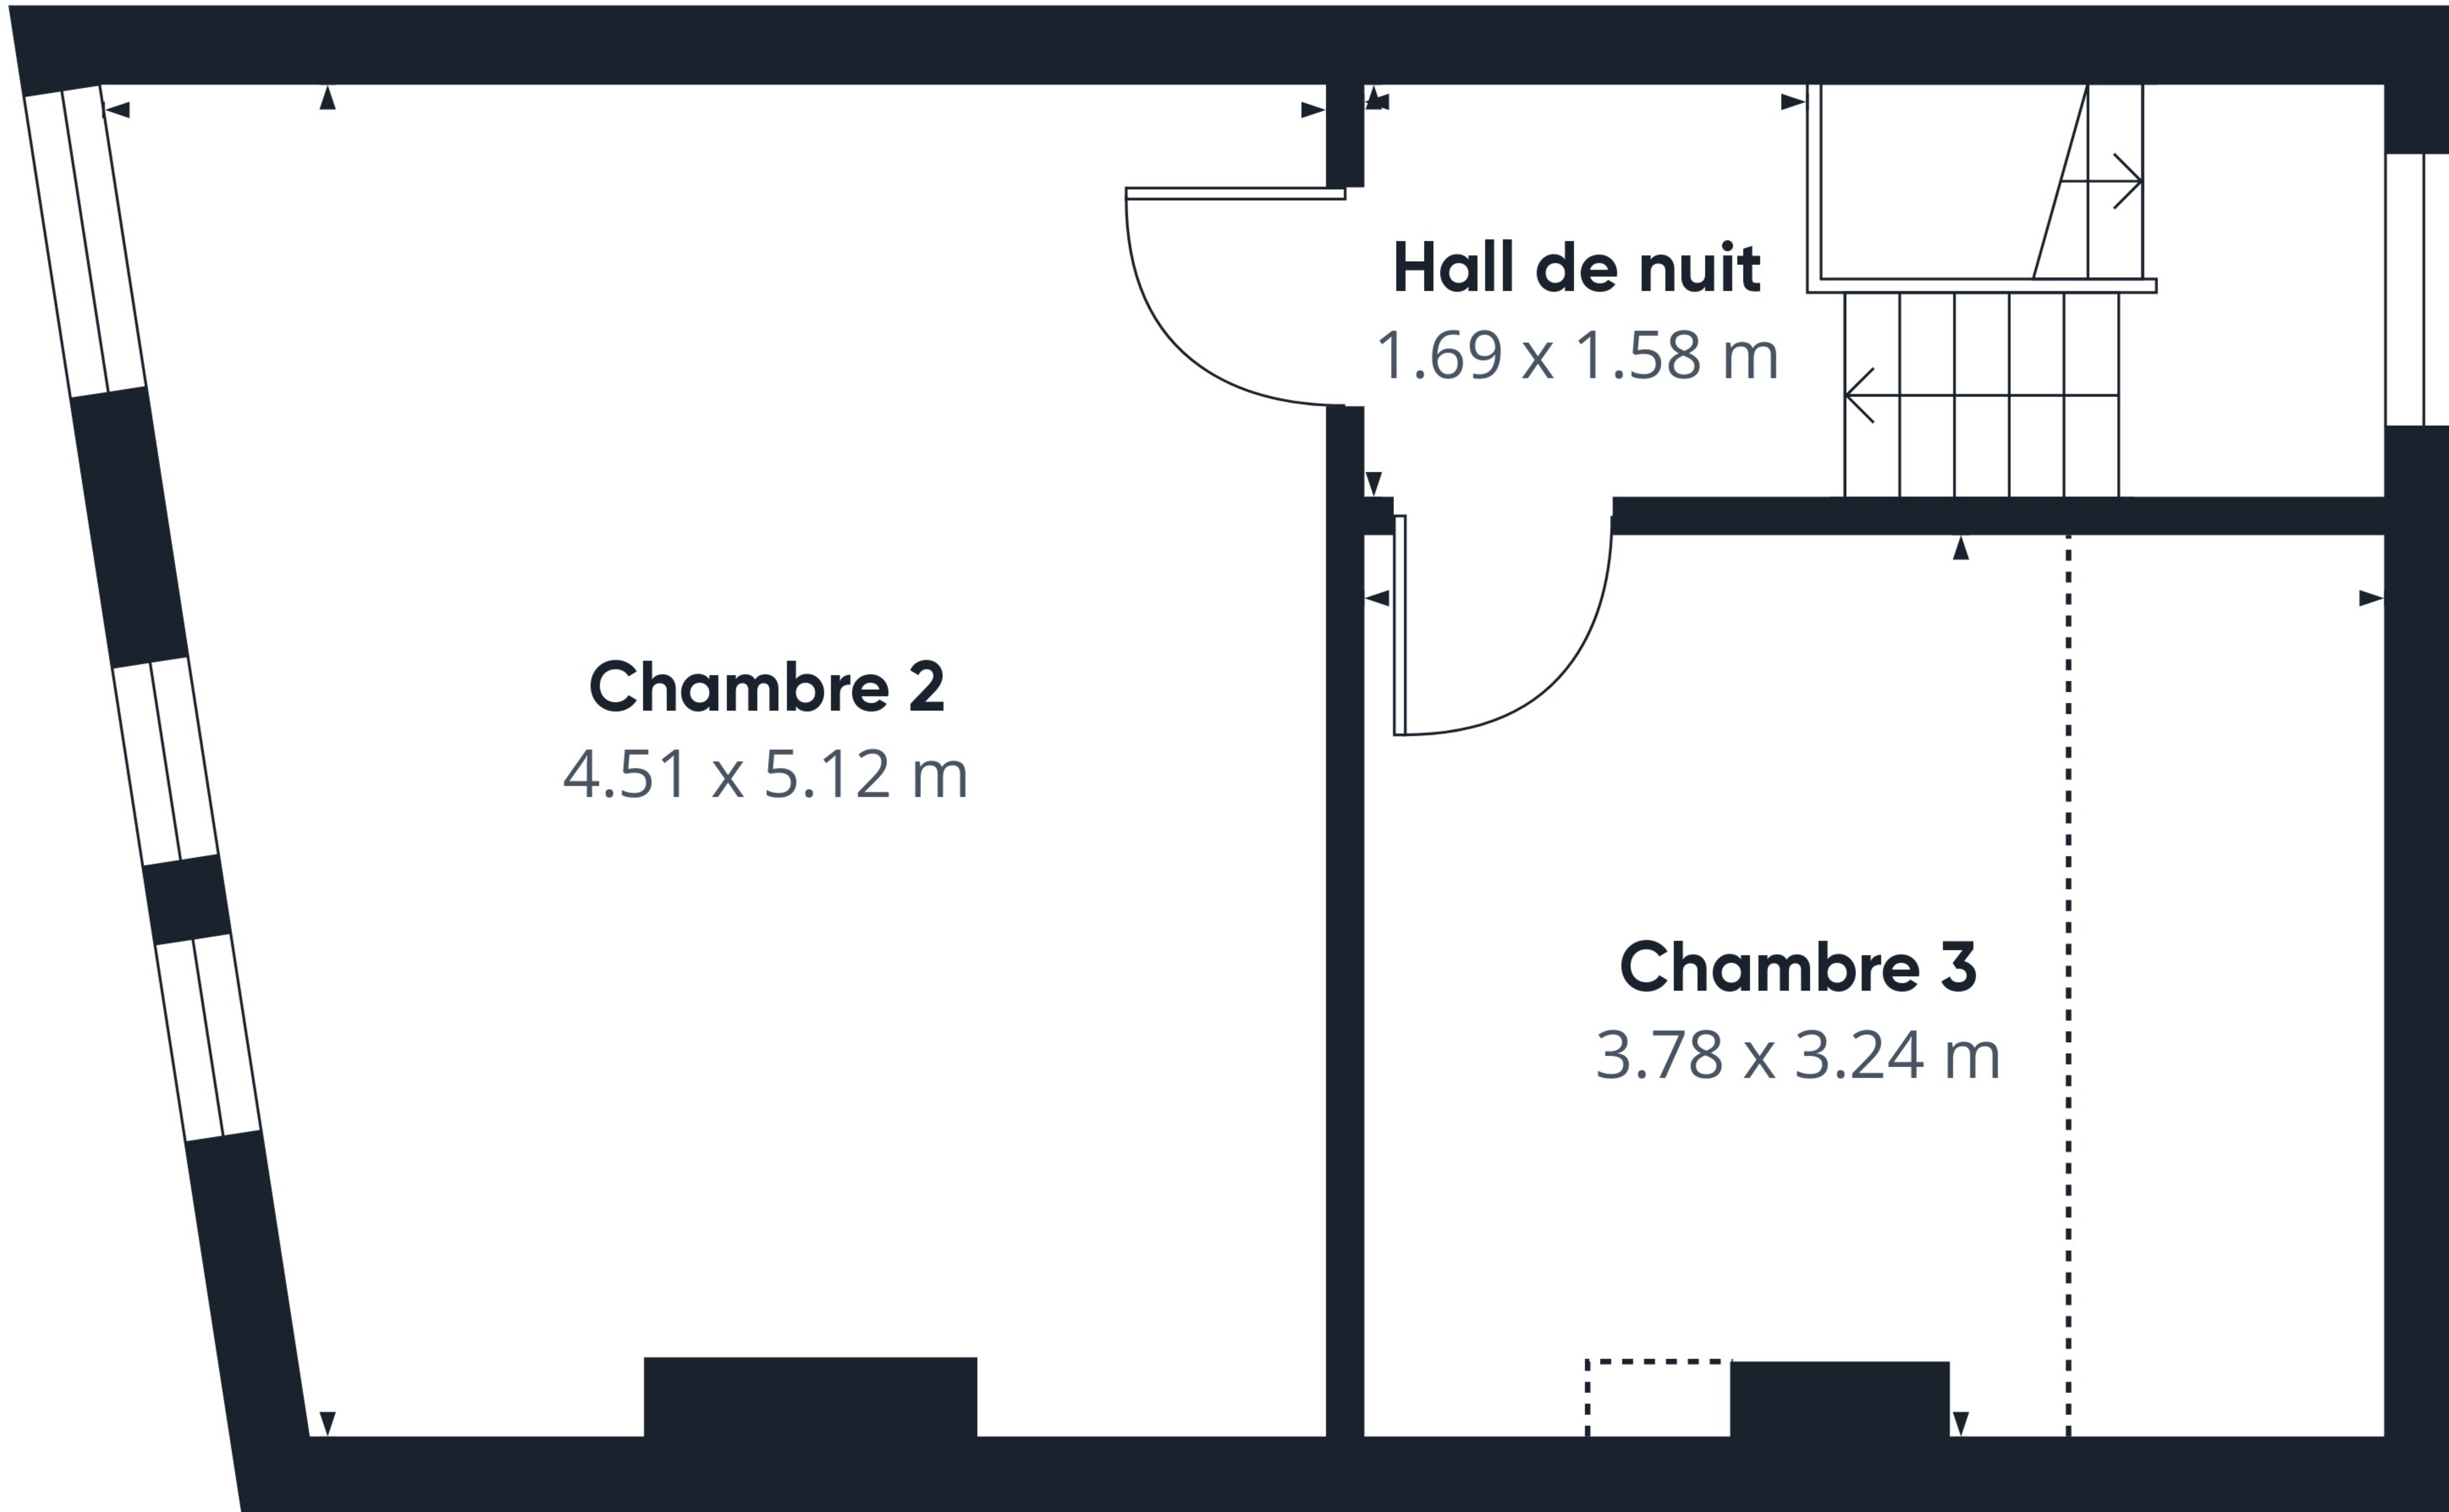 Hall de nuit
1.69 x 1.58 m
Chambre 2
4.51 x 5.12 m
Chambre 3
3.78 x 3.24 m